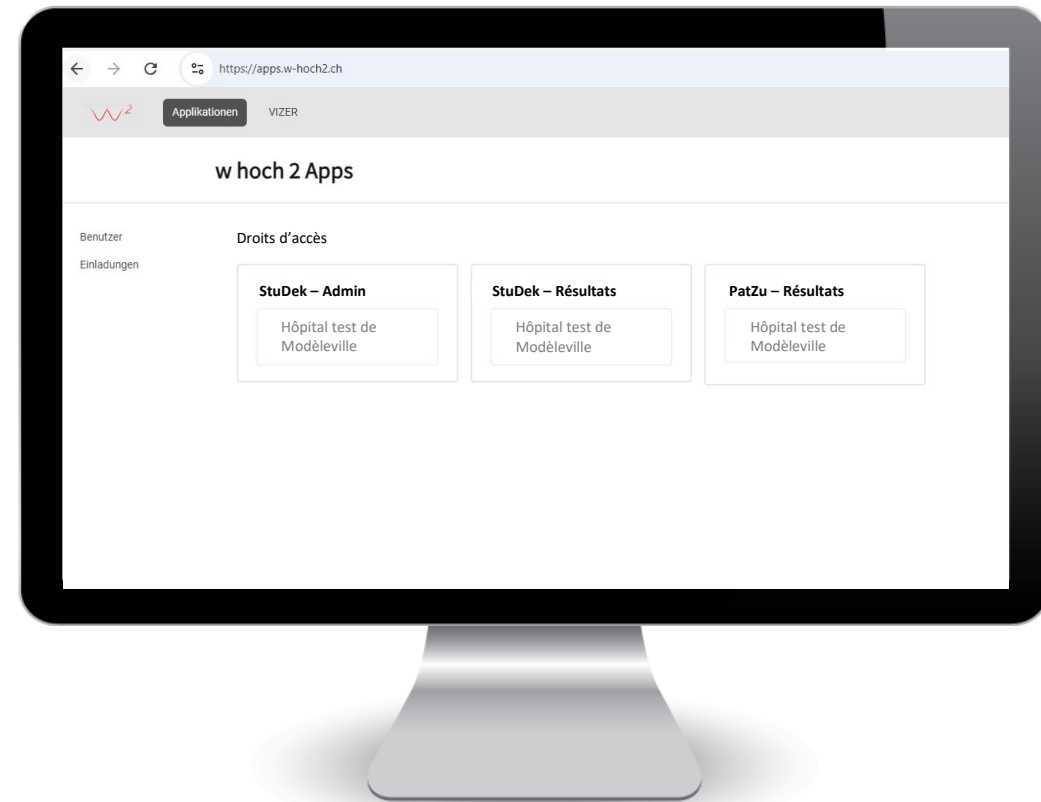 https://apps.w-hoch2.ch
w2 Applikationen VIZER
w hoch 2 Apps
Benutzer
Einladungen
Droits d’accès
StuDek – Admin
Hôpital test de
Modèleville
StuDek – Résultats
Hôpital test de
Modèleville
PatZu – Résultats
Hôpital test de
Modèleville